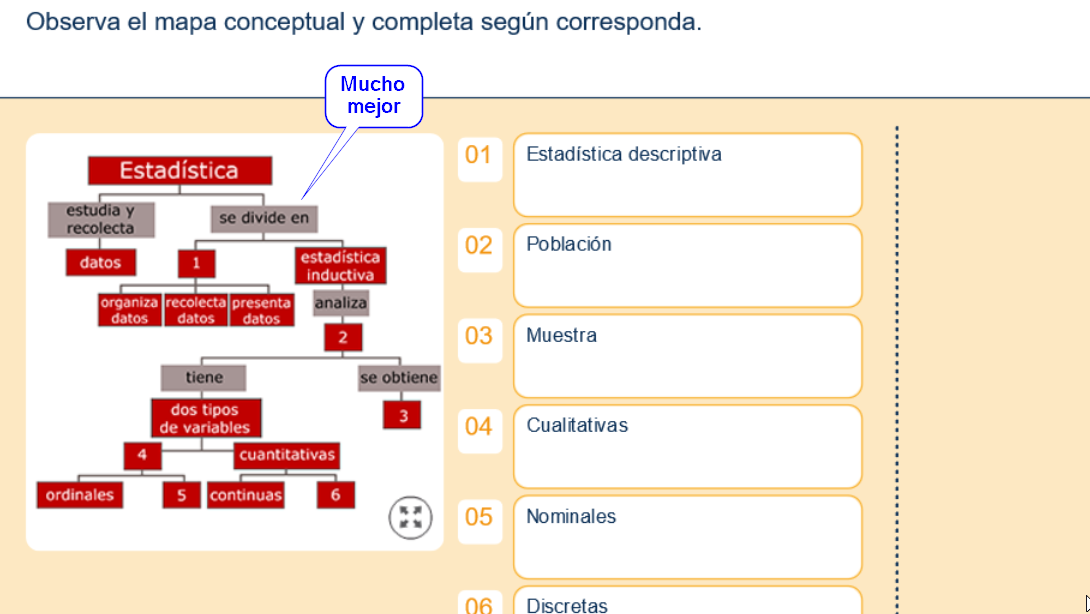 Observa el mapa conceptual y completa según corresponda.
Mucho
mejor
Estadística
estudia y
recolecta
se divide en
datos
1
estadística
inductiva
organiza
datos
recolecta
datos
presenta
datos
analiza
2
tiene
se obtiene
dos tipos
de variables
3
4
cuantitativas
ordinales
5
continuas
6
01
Estadística descriptiva
02
Población
03
Muestra
04
Cualitativas
05
Nominales
06
Discretas